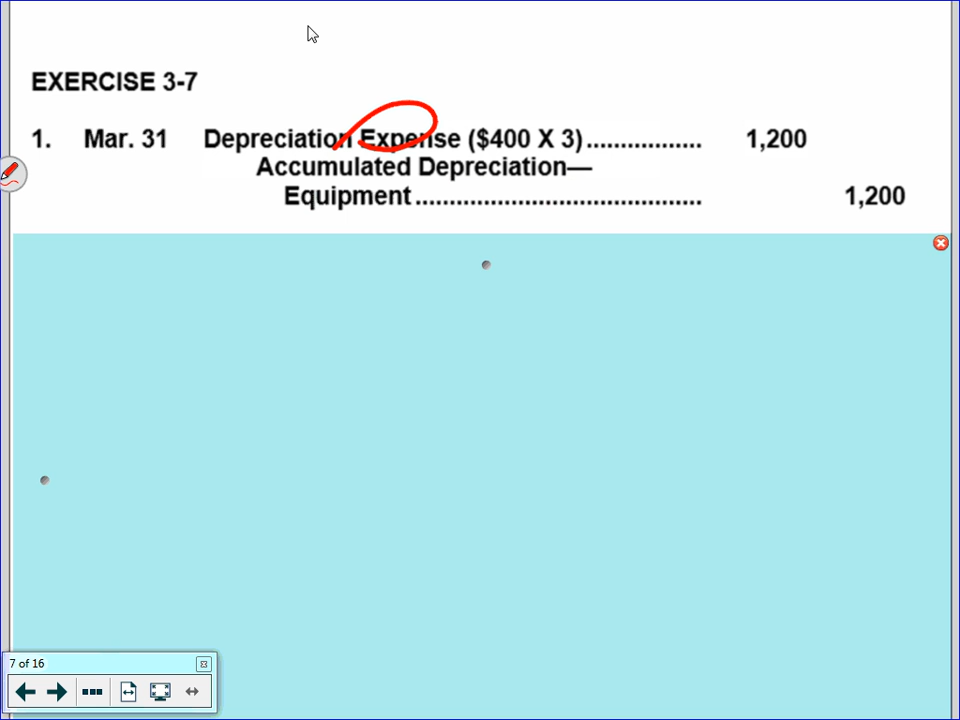 EXERCISE 3-7
1. Mar. 31 Depreciation Expense ($400 X 3)................. 1,200
Accumulated Depreciation—
Equipment.......................................... 1,200
7 of 16